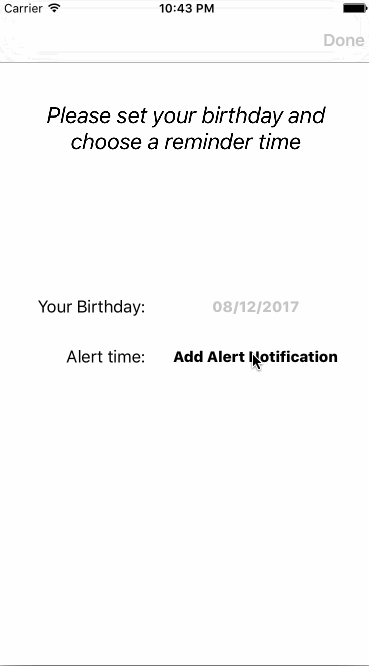 Carrier 10:43 PM
Done
Please set your birthday and
choose a reminder time
Your Birthday: 08/12/2017
Alert time: Add Alert Notification